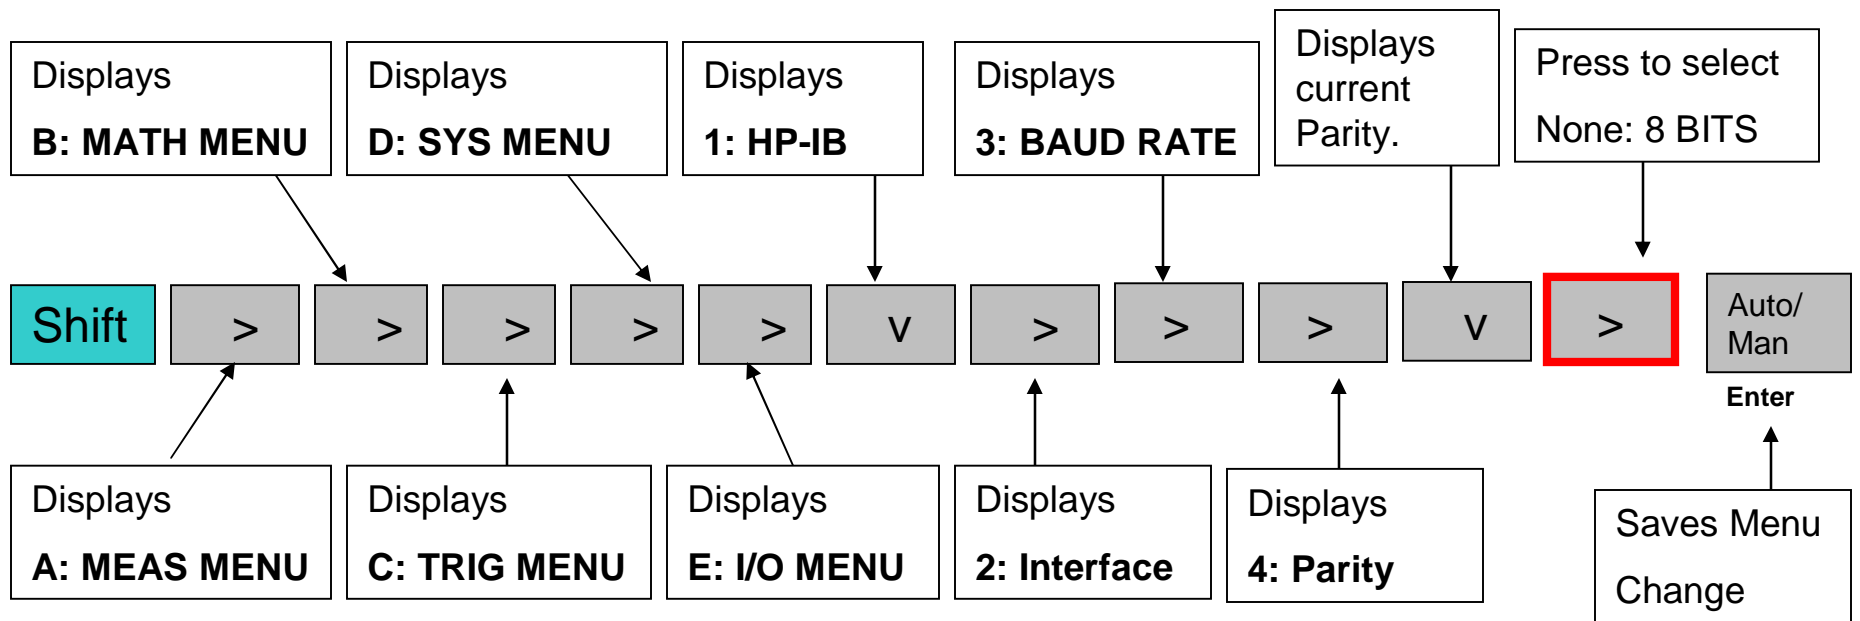 Displays
B: MATH MENU
Displays
D: SYS MENU
Displays
1: HP-IB
Displays
3: BAUD RATE
Displays
current
Parity.
Press to select
None: 8 BITS
Shift
>
>
>
>
>
v
>
>
>
v
>
Auto/
Man
Enter
Displays
A: MEAS MENU
Displays
C: TRIG MENU
Displays
E: I/O MENU
Displays
2: Interface
Displays
4: Parity
Saves Menu
Change